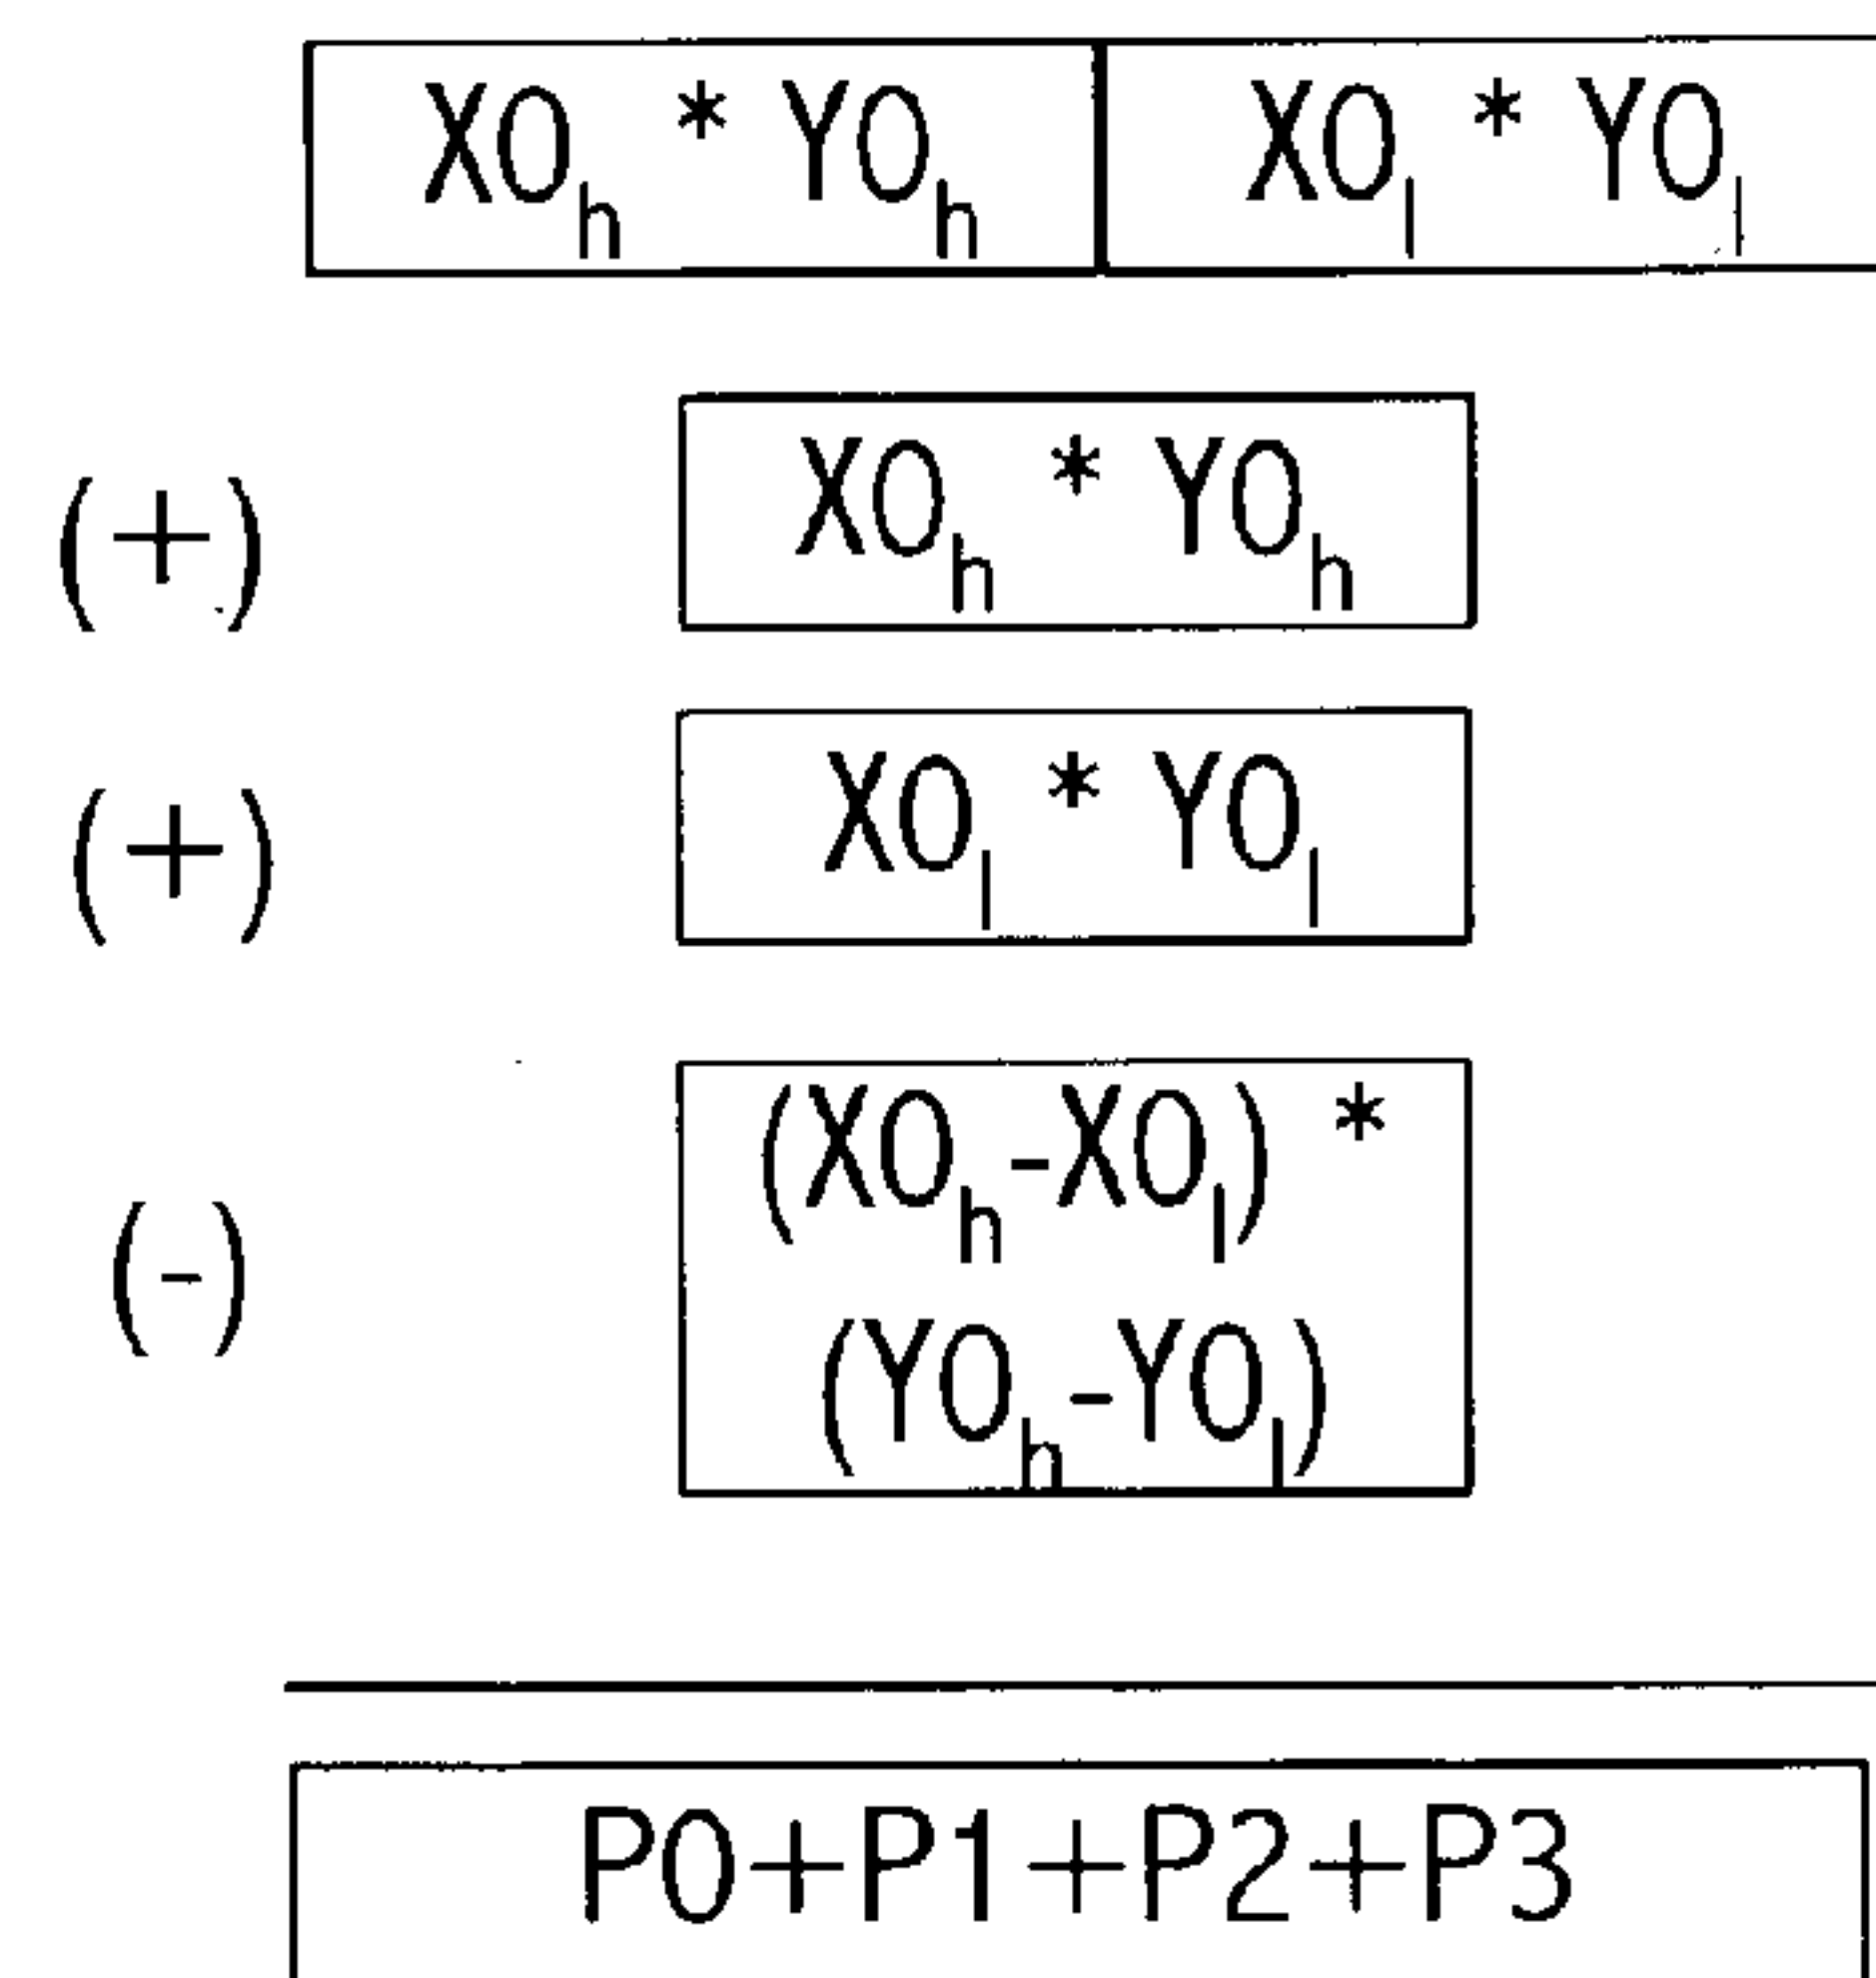 X0h * Y0h X0l * Y0l
(+) X0h * Y0h
(+) X0l * Y0l
(-) (X0h-X0l) *
(Y0h-Y0l)
P0+P1+P2+P3